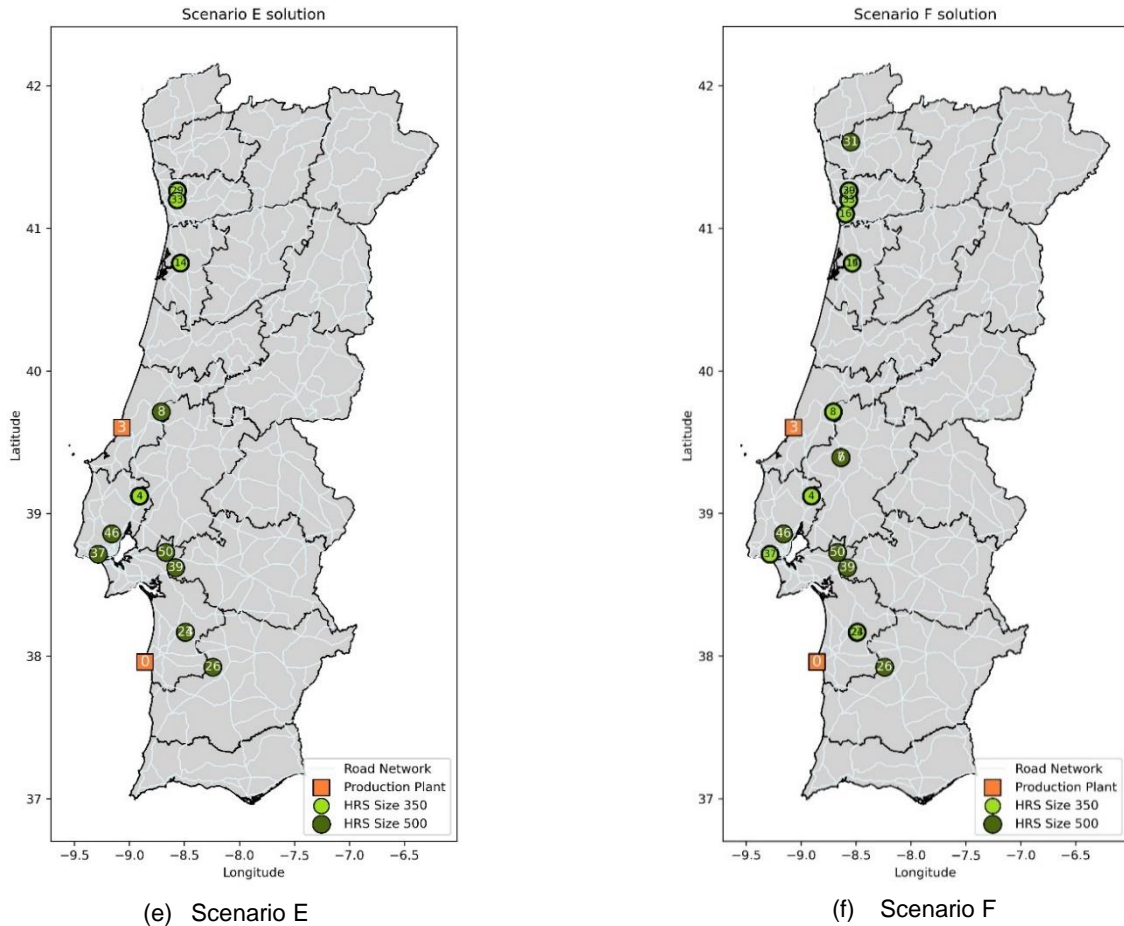 Scenario E solution
42
41
40
39
38
37
Latitude
33
14
8
3
4
46
37
50
39
0
26
Road Network
Production Plant
HRS Size 350
HRS Size 500
−9.5 −9.0 −8.5 −8.0 −7.5 −7.0 −6.5
Longitude
(e) Scenario E
Scenario F solution
42
41
40
39
38
37
Latitude
31
16
8
3
4
46
37
50
39
0
26
Road Network
Production Plant
HRS Size 350
HRS Size 500
−9.5 −9.0 −8.5 −8.0 −7.5 −7.0 −6.5
Longitude
(f) Scenario F